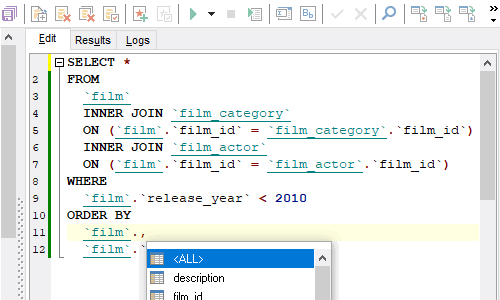 <ALL>
Edit Results Logs
SELECT *
2 FROM
3 `film`
4 INNER JOIN `film_category`
5 ON (`film`.`film_id` = `film_category`.`film_id`)
6 INNER JOIN `film_actor`
7 ON (`film`.`film_id` = `film_actor`.`film_id`)
8 WHERE
9 `film`.`release_year` < 2010
10 ORDER BY
11 `film`.,
12 `film`.`
<ALL>
description
film_id